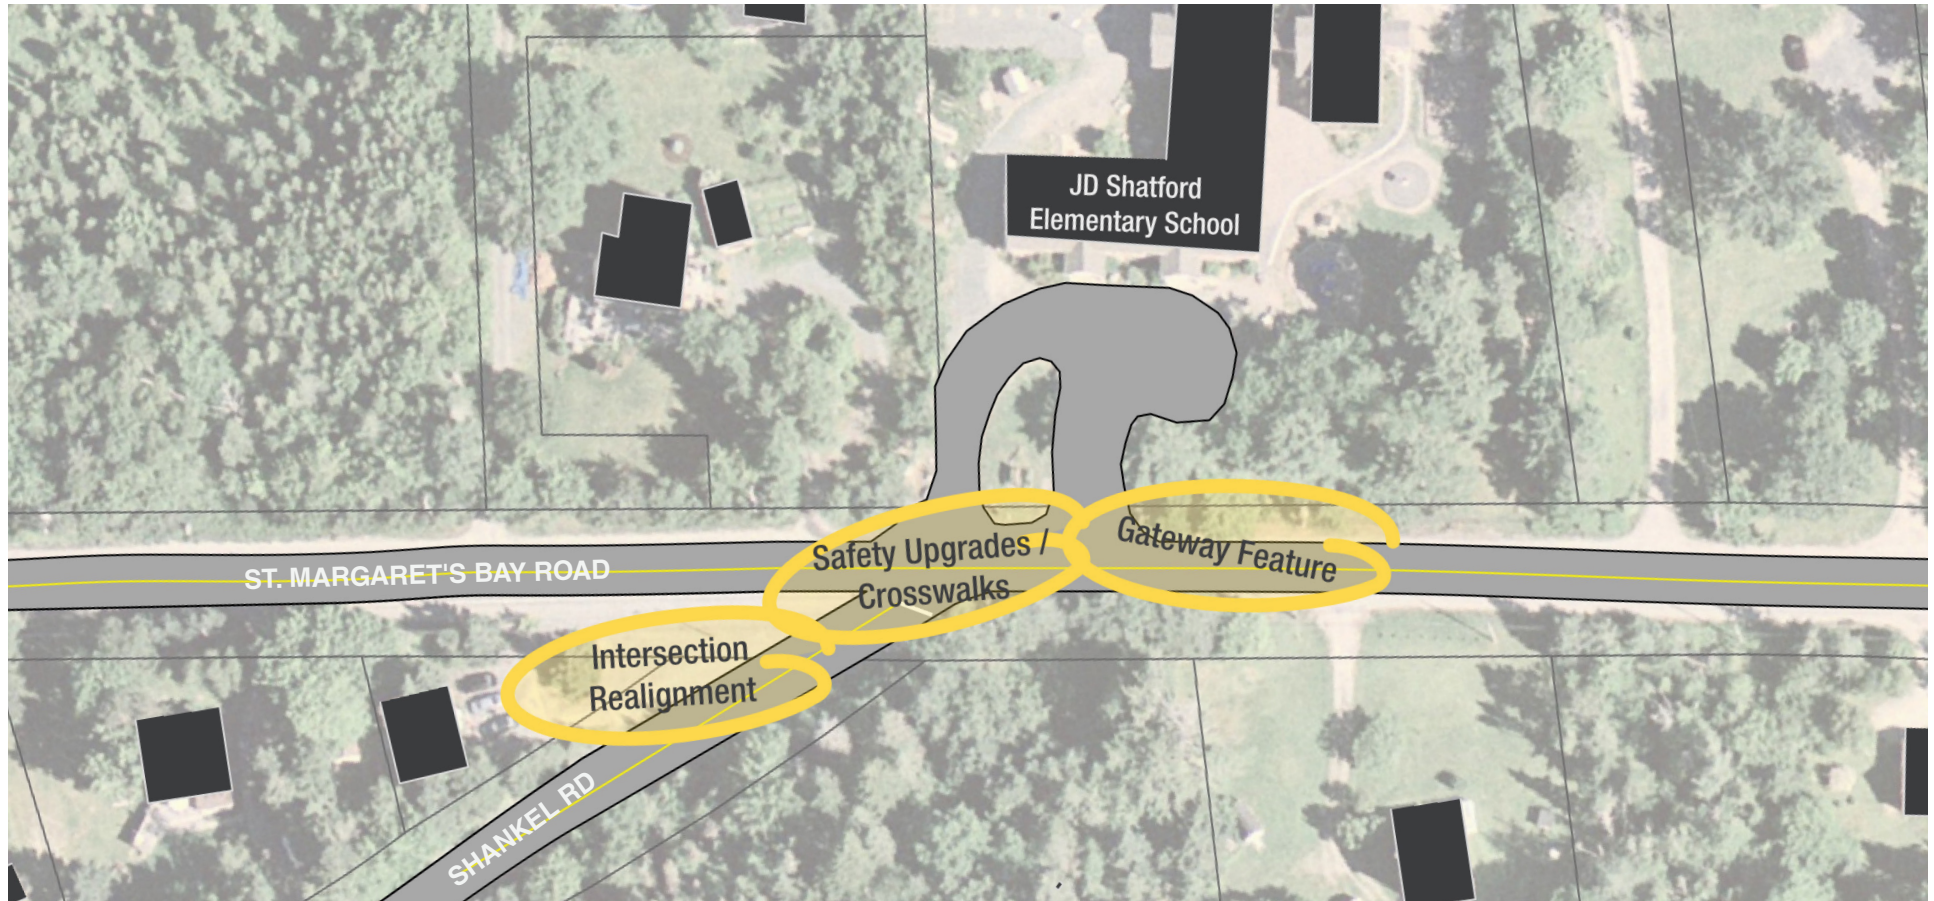 JD Shatford
Elementary School
Gateway Feature
Safety Upgrades /
Crosswalks
ST. MARGARET'S BAY ROAD
Intersection
Realignment
SHANKEL RD